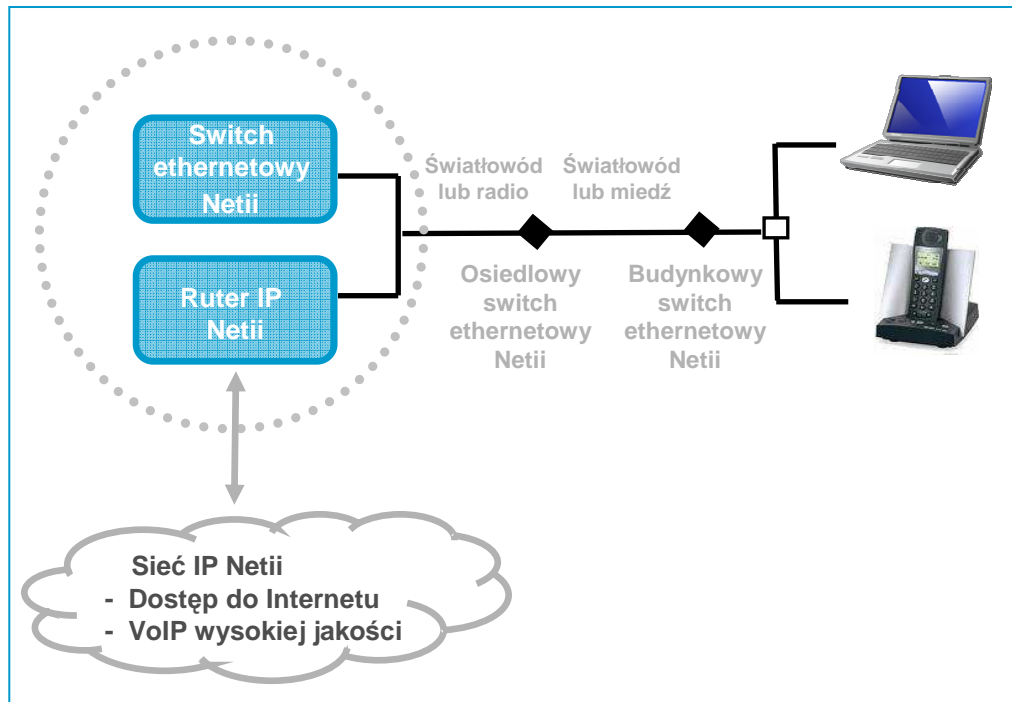 Switch
ethernetowy
Netii
Ruter IP
Netii
Światłowód
lub radio
Światłowód
lub miedź
Osiedlowy
switch
ethernetowy
Netii
Budynkowy
switch
ethernetowy
Netii
Sieć IP Netii
- Dostęp do Internetu
- VoIP wysokiej jakości